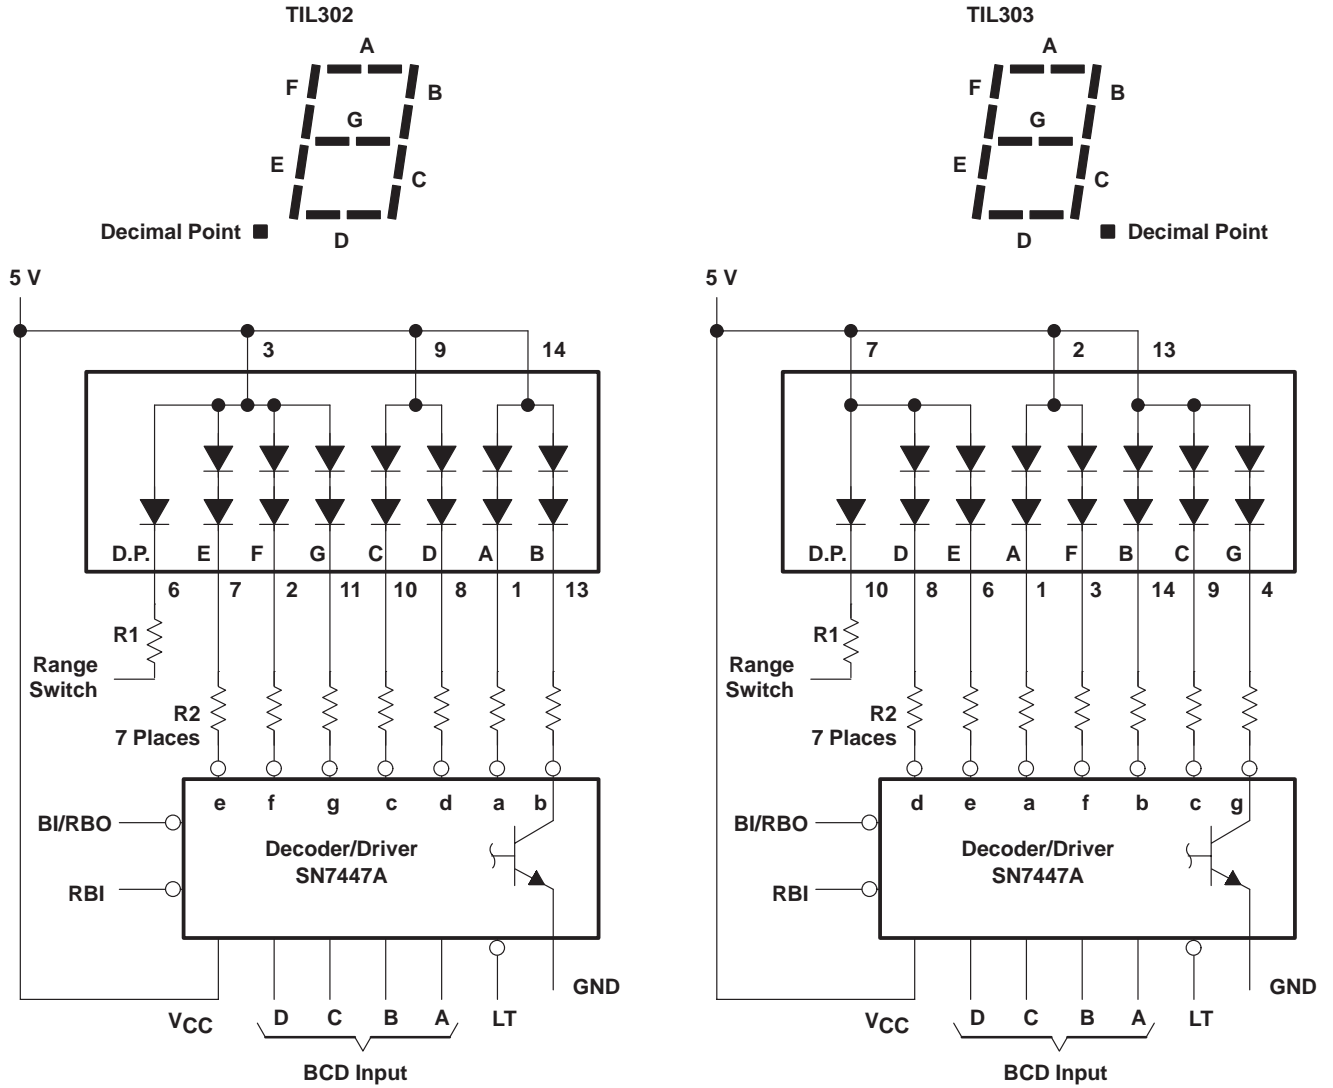 TIL302
A
F
B
G
E
C
Decimal Point
D
5 V
3 9 14
D.P. E F G C D A B
6 7 2 11 10 8 1 13
R1
Range
Switch
R2
7 Places
e f g c d a b
BI/RBO
Decoder/Driver
SN7447A
RBI
GND
VCC D C B A LT
BCD Input
TIL303
A
F
B
G
E
C
Decimal Point
D
5 V
7 2 13
D.P. D E A F B C G
10 8 6 1 3 14 9 4
R1
Range
Switch
R2
7 Places
d e a f b c g
BI/RBO
Decoder/Driver
SN7447A
RBI
GND
VCC D C B A LT
BCD Input